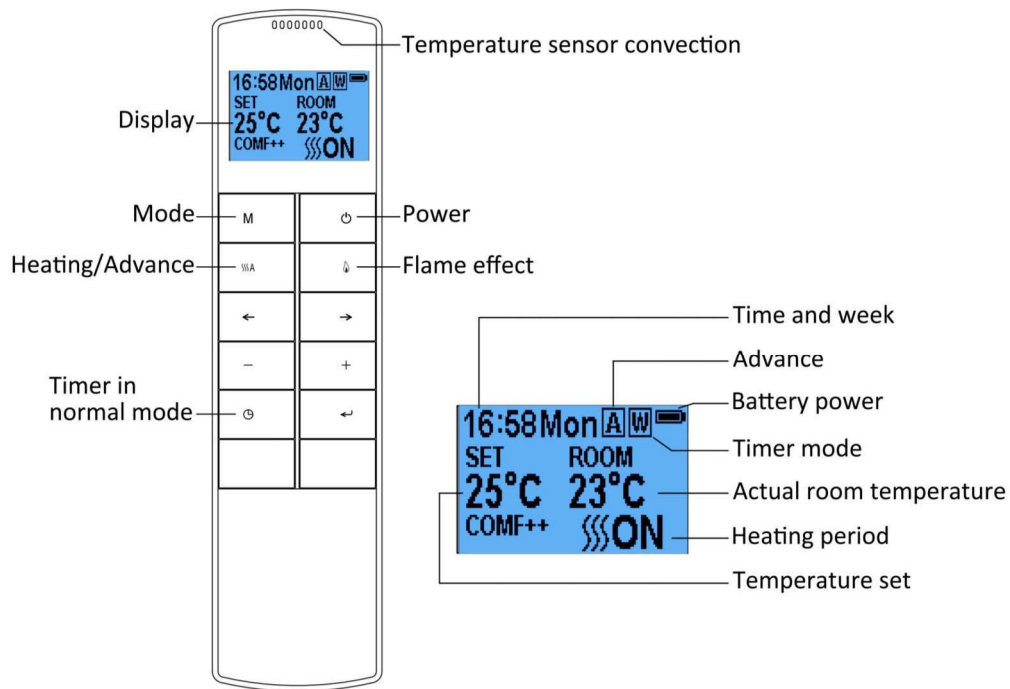 Temperature sensor convection
16:58Mon A W
SET ROOM
25°C 23°C
COMF++ ON
Display
Mode
M
Power
Heating/Advance
A
Flame effect
← →
− +
Timer in
normal mode
Time and week
Advance
Battery power
16:58Mon A W
Timer mode
SET ROOM
25°C 23°C
Actual room temperature
COMF++ ON
Heating period
Temperature set